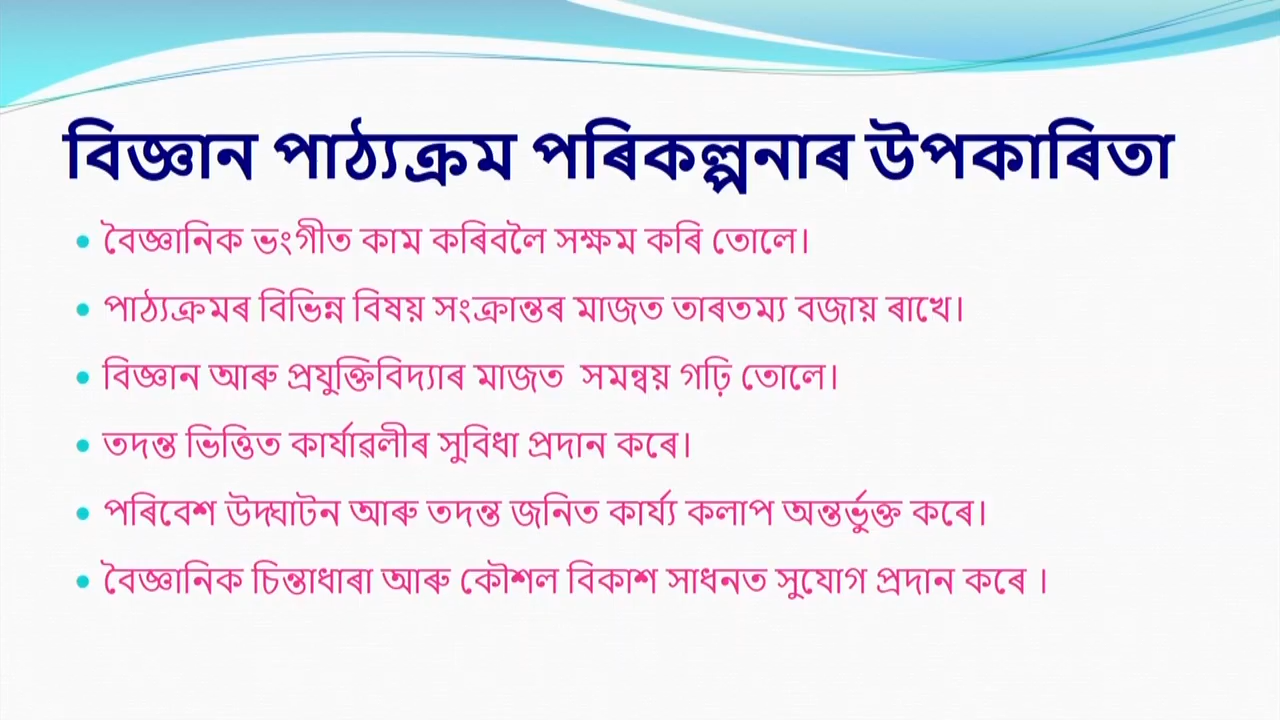 বিজ্ঞান পাঠ্যক্ৰম পৰিকল্পনাৰ উপকাৰিতা
• বৈজ্ঞানিক ভংগীত কাম কৰিবলৈ সক্ষম কৰি তোলে।
• পাঠ্যক্ৰমৰ বিভিন্ন বিষয় সংক্ৰান্তৰ মাজত তাৰতম্য বজায় ৰাখে।
• বিজ্ঞান আৰু প্ৰযুক্তিবিদ্যাৰ মাজত সমন্বয় গঢ়ি তোলে।
• তদন্ত ভিত্তিত কাৰ্যাৱলীৰ সুবিধা প্ৰদান কৰে।
• পৰিবেশ উদ্ঘাটন আৰু তদন্ত জনিত কাৰ্য্য কলাপ অন্তৰ্ভুক্ত কৰে।
• বৈজ্ঞানিক চিন্তাধাৰা আৰু কৌশল বিকাশ সাধনত সুযোগ প্ৰদান কৰে ।